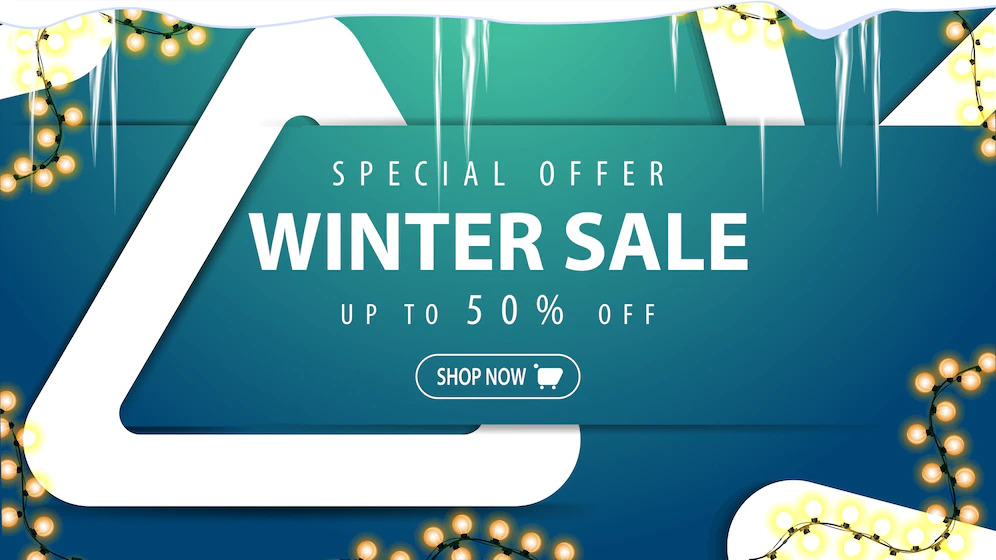 SPECIAL OFFER
WINTER SALE
UP TO 50% OFF
SHOP NOW